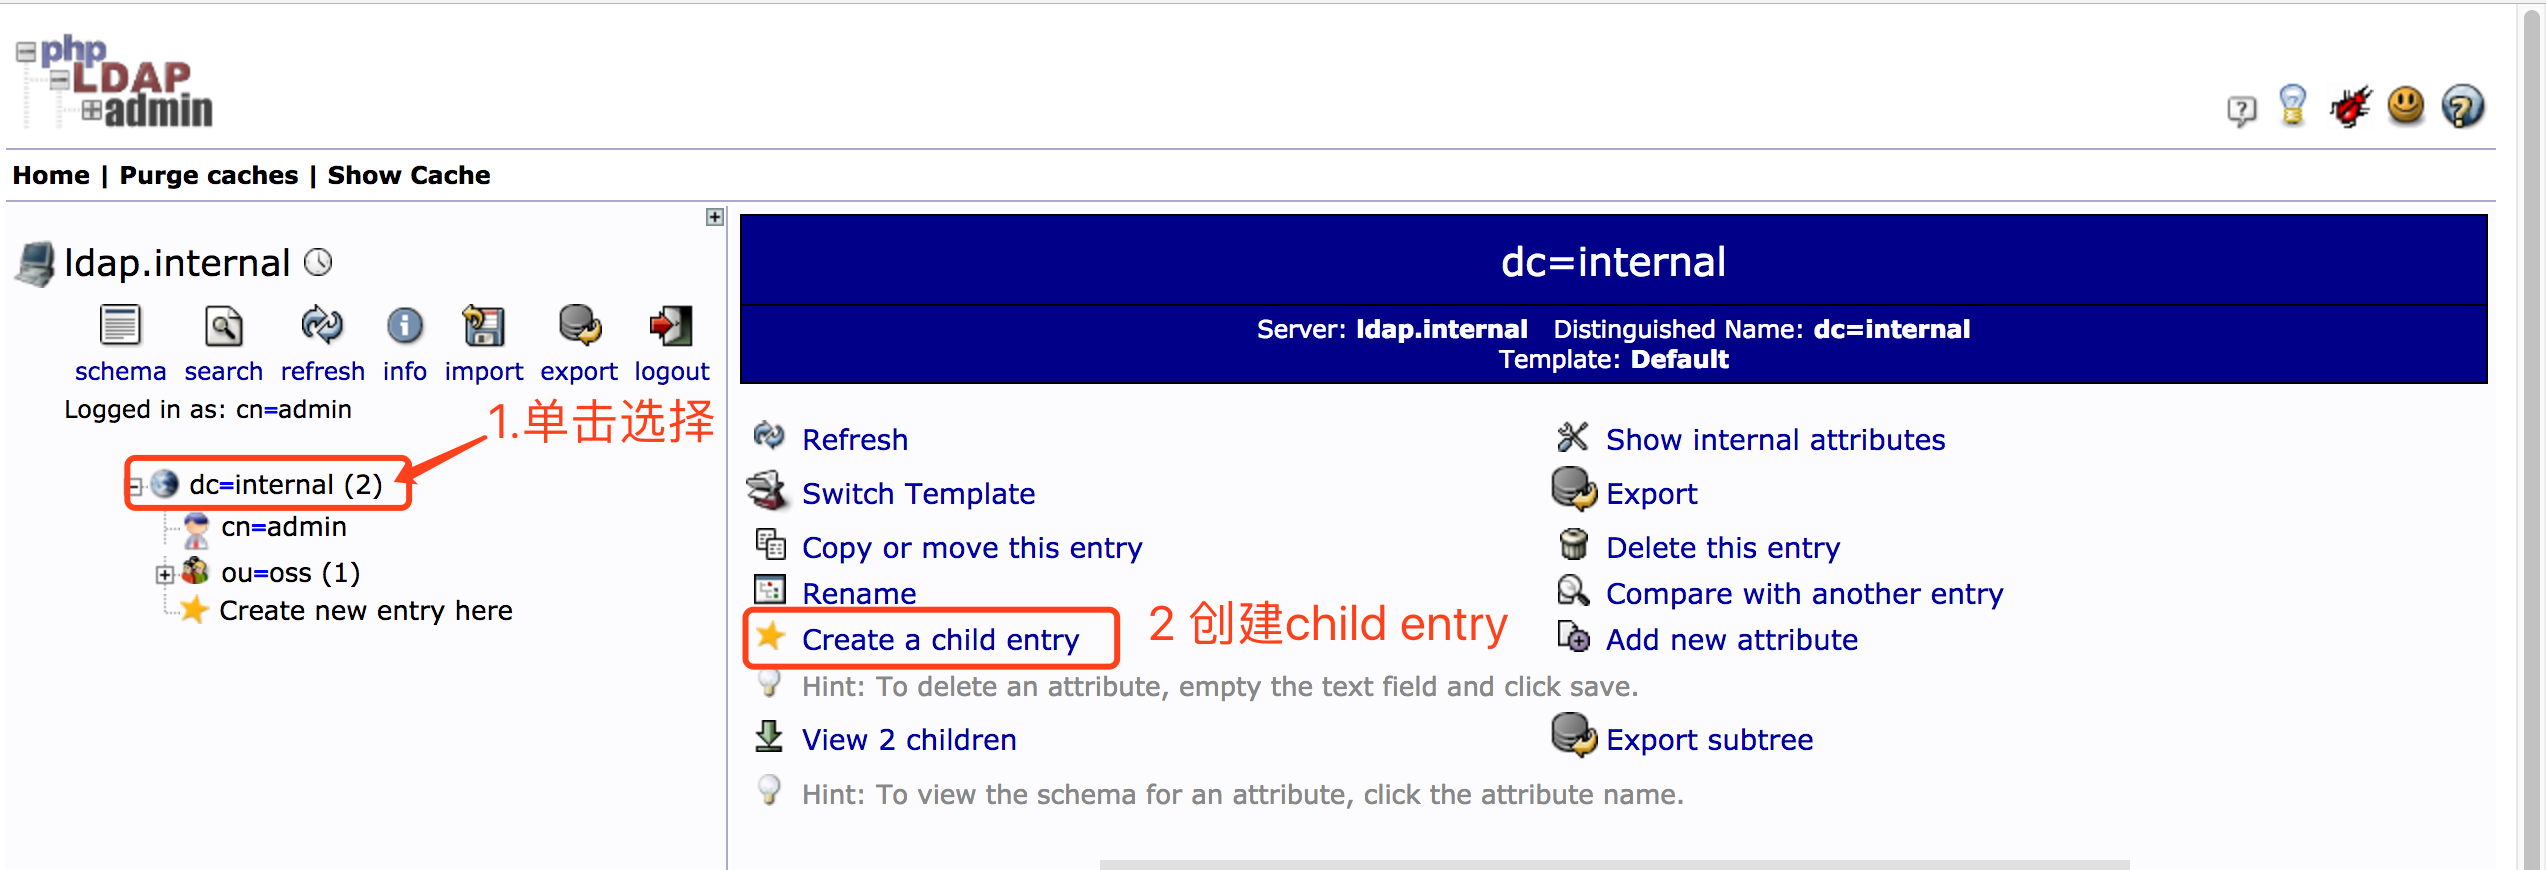 php
LDAP
admin
Home | Purge caches | Show Cache
ldap.internal
schema search refresh info import export logout
Logged in as: cn=admin
1.单击选择
dc=internal (2)
cn=admin
ou=oss (1)
Create new entry here
dc=internal
Server: ldap.internal Distinguished Name: dc=internal
Template: Default
Refresh
Show internal attributes
Switch Template
Export
Copy or move this entry
Delete this entry
Rename
Compare with another entry
Create a child entry
2 创建child entry
Add new attribute
Hint: To delete an attribute, empty the text field and click save.
View 2 children
Export subtree
Hint: To view the schema for an attribute, click the attribute name.